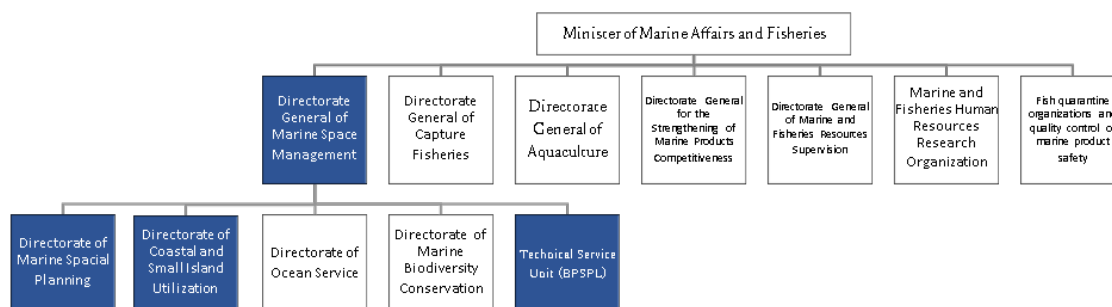 Minister of Marine Affairs and Fisheries
Directorate
General of
Marine Space
Management
Directorate
General of
Capture
Fisheries
Directorate
General of
Aquaculture
Directorate General
for the
Strengthening of
Marine Products
Competitiveness
Directorate General
of Marine and
Fisheries Resources
Supervision
Marine and
Fisheries Human
Resources
Research
Organization
Fish quarantine
organizations and
quality control o
marine product
safety
Directorate of
Marine Spacial
Planning
Directorate of
Coastal and
Small Island
Utilization
Directorate of
Ocean Service
Directorate of
Marine
Biodiversity
Conservation
Technical Service
Unit (BPSPL)